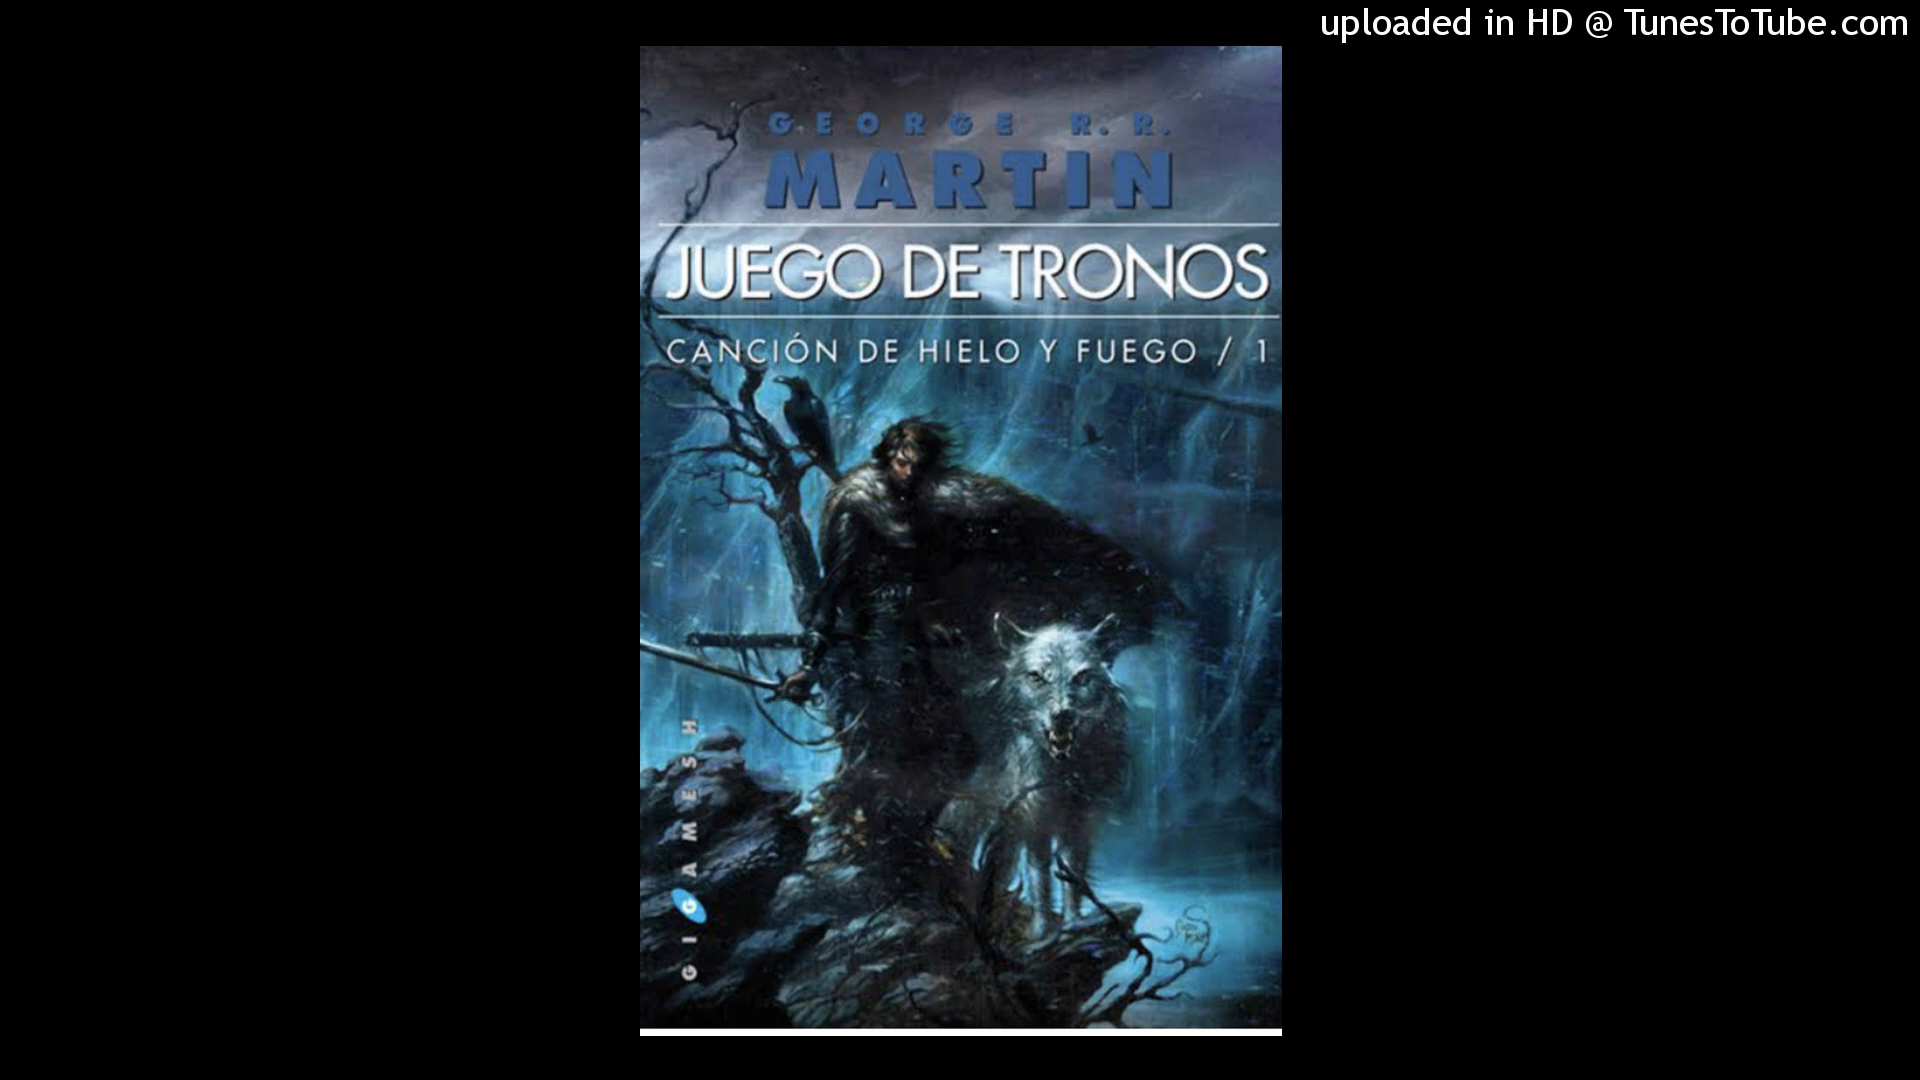 uploaded in HD @ TunesToTube.com
GEORGE R.R.
MARTIN
JUEGO DE TRONOS
CANCIÓN DE HIELO Y FUEGO / 1
GIGAMESH